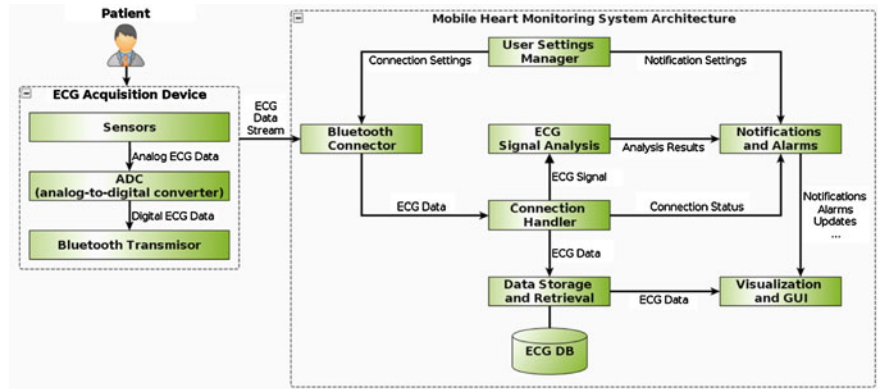 Patient
Mobile Heart Monitoring System Architecture
User Settings
Manager
Connection Settings
Notification Settings
ECG Acquisition Device
ECG
Data
Stream
Sensors
Bluetooth
Connector
ECG
Signal Analysis
Notifications
and Alarms
Analog ECG Data
Analysis Results
ADC
(analog-to-digital converter)
ECG Signal
Digital ECG Data
ECG Data
Connection
Handler
Connection Status
Notifications
Alarms
Updates
...
Bluetooth Transmisor
ECG Data
Data Storage
and Retrieval
ECG Data
Visualization
and GUI
ECG DB